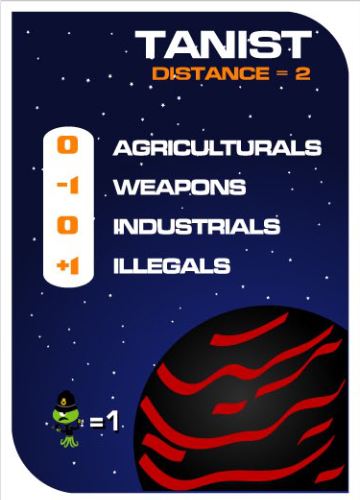 TANIST
DISTANCE = 2
0 AGRICULTURALS
-1 WEAPONS
0 INDUSTRIALS
+1 ILLEGALS
=1